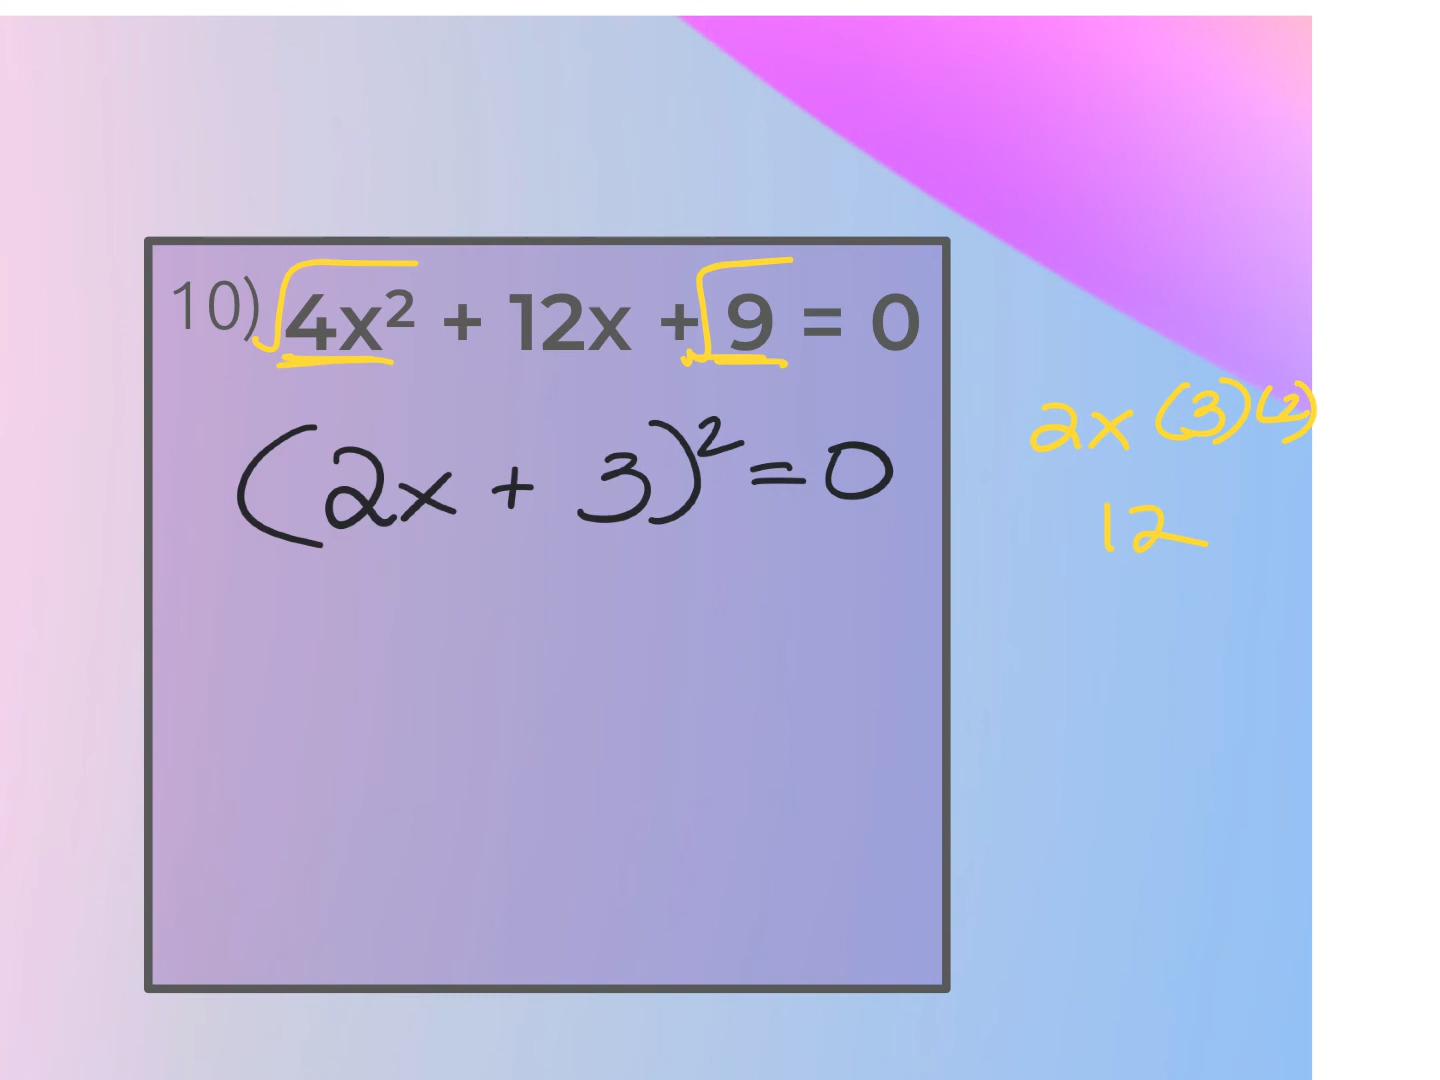 10) √4x² + 12x + √9 = 0
(2x + 3)² = 0
2x (3)(2)
12